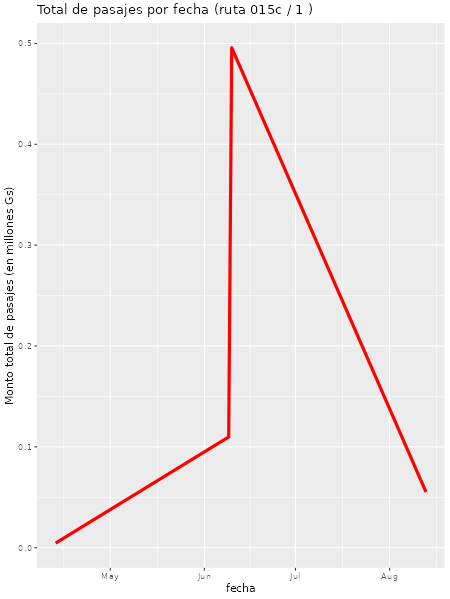 Total de pasajes por fecha (ruta 015c / 1 )
Monto total de pasajes (en millones Gs)
0.5
0.4
0.3
0.2
0.1
0.0
May
Jun
Jul
Aug
fecha